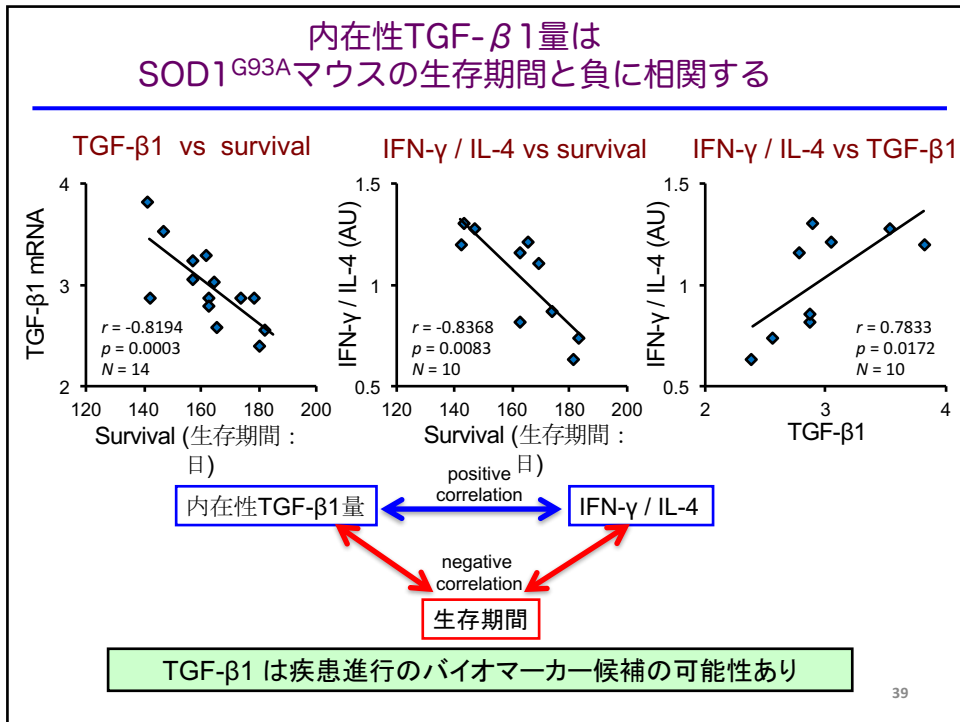 内在性TGF-β1量は
SOD1G93Aマウスの生存期間と負に相関する
TGF-β1 vs survival
TGF-β1 mRNA
4
3
2
r = -0.8194
p = 0.0003
N = 14
120 140 160 180 200
Survival (生存期間：
日)
IFN-γ / IL-4 vs survival
IFN-γ / IL-4 (AU)
1.5
1
0.5
r = -0.8368
p = 0.0083
N = 10
120 140 160 180 200
Survival (生存期間：
日)
IFN-γ / IL-4 vs TGF-β1
IFN-γ / IL-4 (AU)
1.5
1
0.5
r = 0.7833
p = 0.0172
N = 10
2 3 4
TGF-β1
内在性TGF-β1量
positive
correlation
IFN-γ / IL-4
negative
correlation
生存期間
TGF-β1 は疾患進行のバイオマーカー候補の可能性あり
39